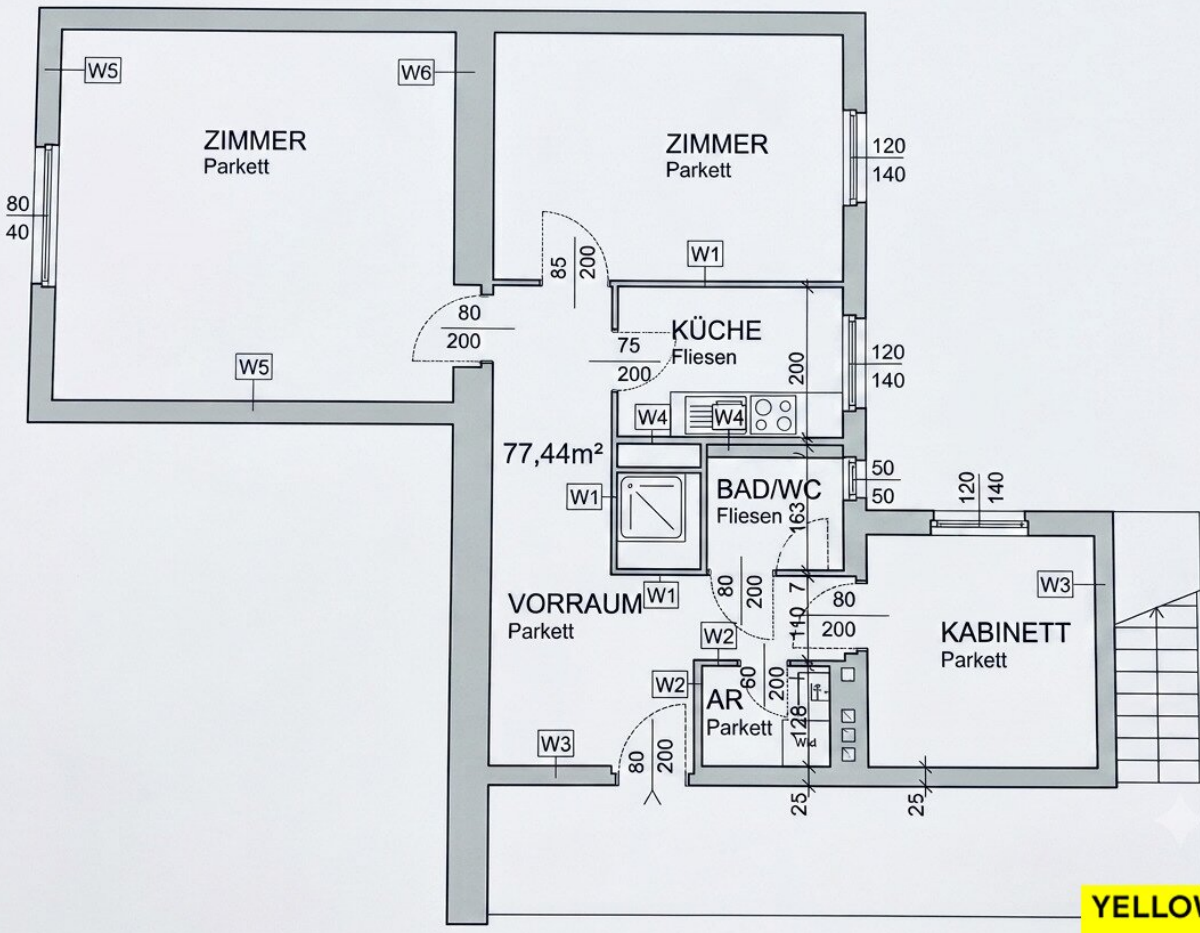 W5
W6
ZIMMER
Parkett
ZIMMER
Parkett
120
140
80
40
85
200
W1
80
200
KÜCHE
Fliesen
75
200
200
120
140
W5
W4
W4
77,44m²
50
50
W1
BAD/WC
Fliesen
163
120
140
W1
80
200
7
110
80
200
W3
VORRAUM
Parkett
KABINETT
Parkett
W2
W2
60
200
AR
Parkett
128
W3
80
200
25
25
YELLOW